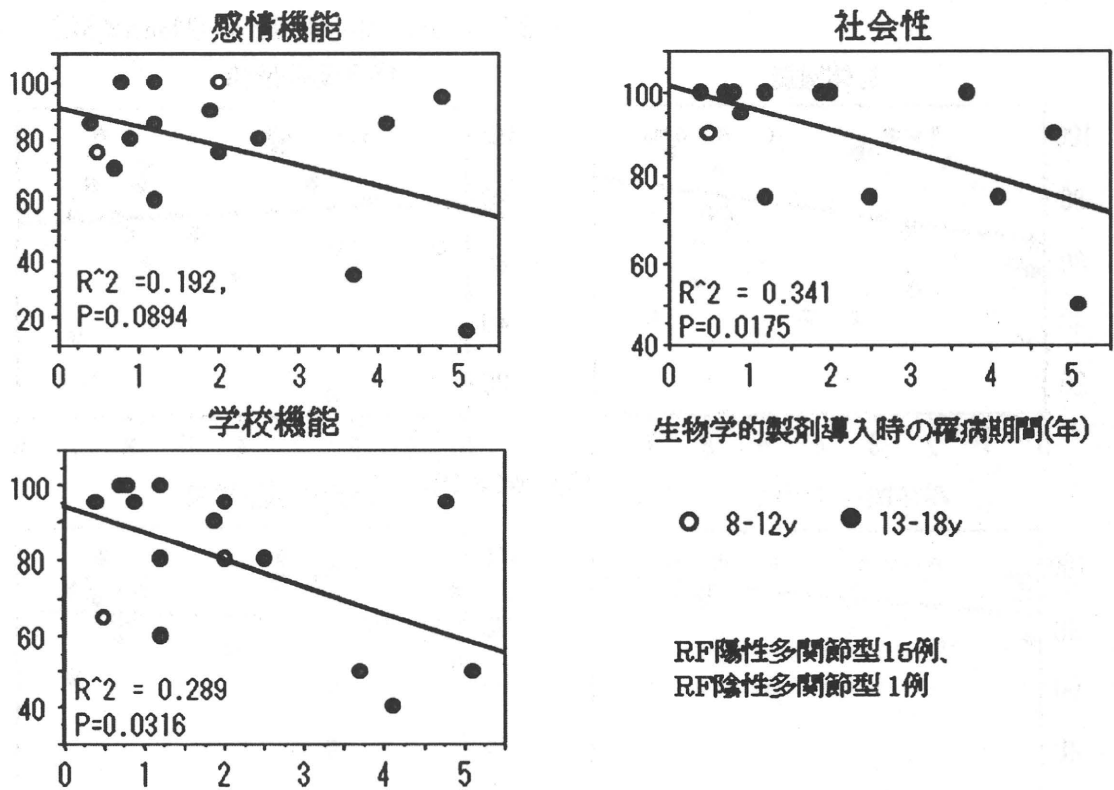 感情機能
100
80
60
40
20
R^2 =0.192,
P=0.0894
0 1 2 3 4 5
社会性
100
80
60
40
R^2 = 0.341
P=0.0175
0 1 2 3 4 5
生物学的製剤導入時の罹病期間(年)
学校機能
100
80
60
40
R^2 = 0.289
P=0.0316
0 1 2 3 4 5
8-12y 13-18y
RF陽性多関節型15例、
RF陰性多関節型1例